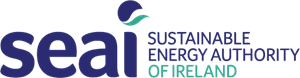 seai
SUSTAINABLE
ENERGY AUTHORITY
OF IRELAND